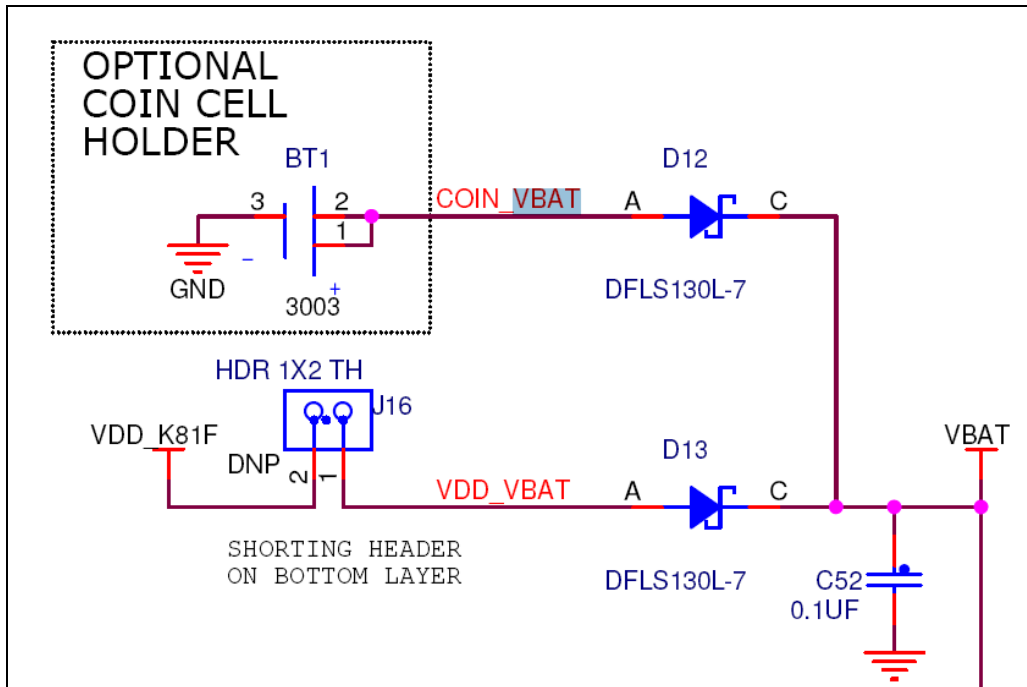 OPTIONAL
COIN CELL
HOLDER
BT1
3
2
1
-
+
GND
3003
COIN_VBAT
D12
A
C
DFLS130L-7
HDR 1X2 TH
J16
VDD_K81F
DNP
2
1
VDD_VBAT
D13
A
C
VBAT
SHORTING HEADER
ON BOTTOM LAYER
DFLS130L-7
C52
0.1UF